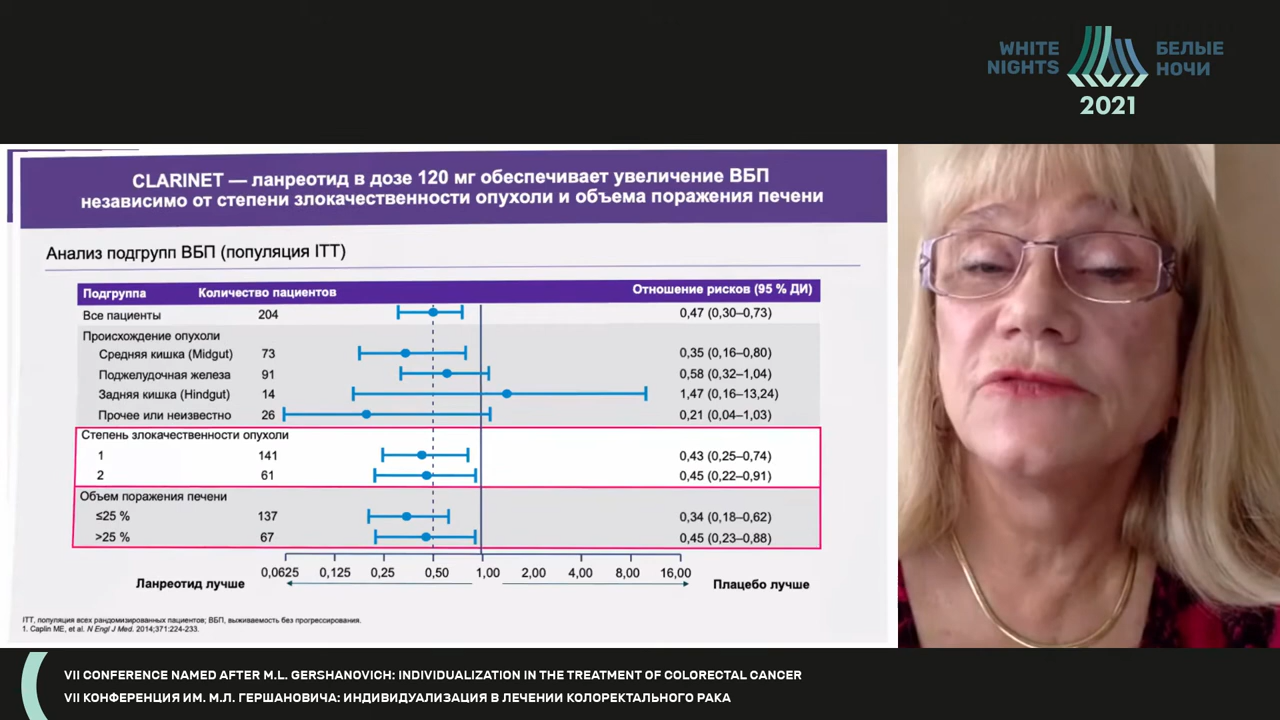 WHITE NIGHTS
БЕЛЫЕ НОЧИ
2021
CLARINET — ланреотид в дозе 120 мг обеспечивает увеличение ВБП
независимо от степени злокачественности опухоли и объема поражения печени
Анализ подгрупп ВБП (популяция ITT)
Подгруппа Количество пациентов Отношение рисков (95 % ДИ)
Все пациенты 204 0,47 (0,30–0,73)
Происхождение опухоли
Средняя кишка (Midgut) 73 0,35 (0,16–0,80)
Поджелудочная железа 91 0,58 (0,32–1,04)
Задняя кишка (Hindgut) 14 1,47 (0,16–13,24)
Прочее или неизвестно 26 0,21 (0,04–1,03)
Степень злокачественности опухоли
1 141 0,43 (0,25–0,74)
2 61 0,45 (0,22–0,91)
Объем поражения печени
≤25 % 137 0,34 (0,18–0,62)
>25 % 67 0,45 (0,23–0,88)
0,0625 0,125 0,25 0,50 1,00 2,00 4,00 8,00 16,00
Ланреотид лучше Плацебо лучше
ITT, популяция всех рандомизированных пациентов; ВБП, выживаемость без прогрессирования.
1. Caplin ME, et al. N Engl J Med. 2014;371:224-233.
VII CONFERENCE NAMED AFTER M.L. GERSHANOVICH: INDIVIDUALIZATION IN THE TREATMENT OF COLORECTAL CANCER
VII КОНФЕРЕНЦИЯ ИМ. М.Л. ГЕРШАНОВИЧА: ИНДИВИДУАЛИЗАЦИЯ В ЛЕЧЕНИИ КОЛОРЕКТАЛЬНОГО РАКА